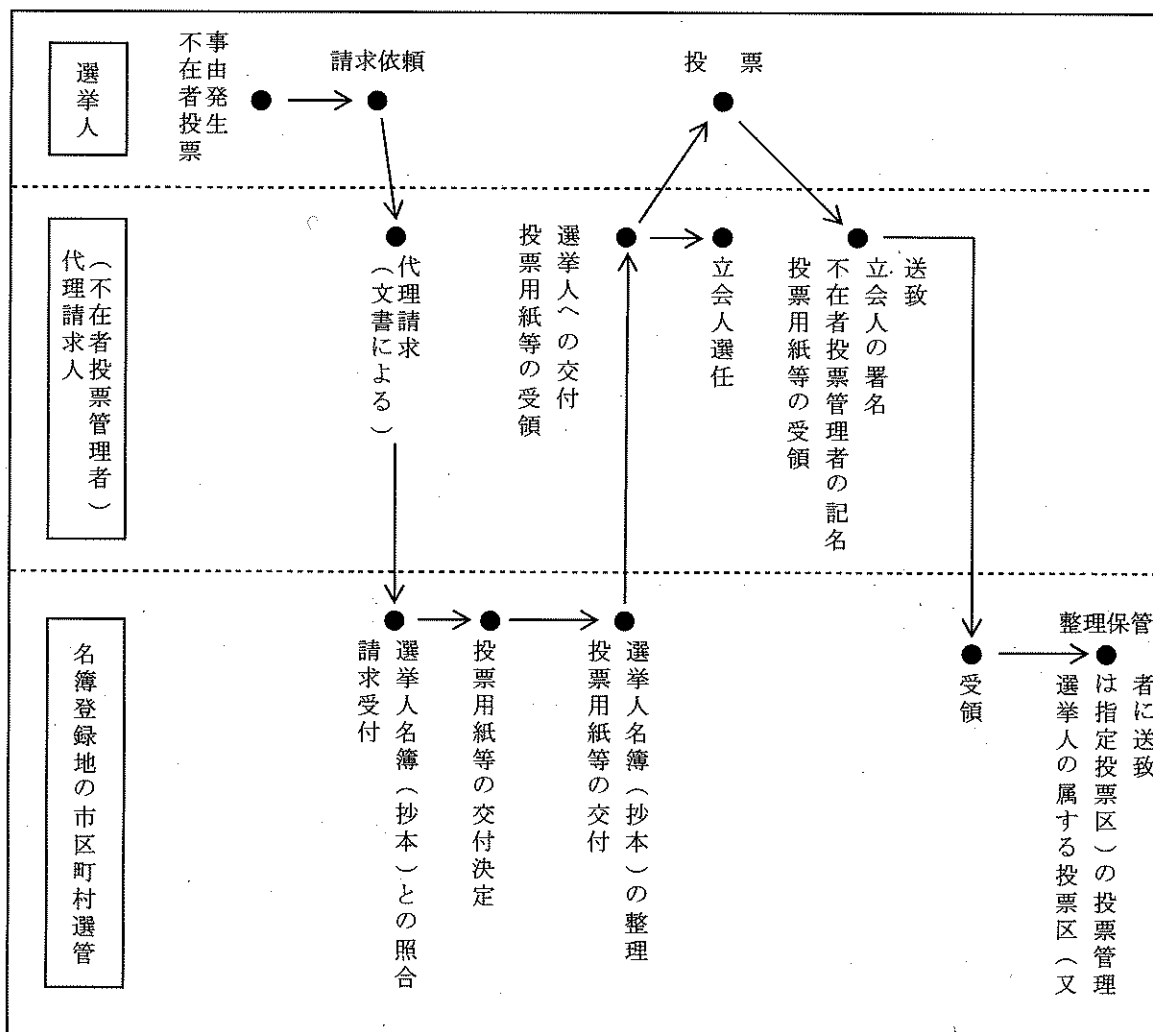 選挙人
不在者投票
事由発生
請求依頼
投票
代理請求人
（不在者投票管理者）
代理請求
（文書による）
投票用紙等の受領
選挙人への交付
立会人選任
投票用紙等の受領
不在者投票管理者の記名
立会人の署名
送致
名簿登録地の市区町村選管
請求受付
選挙人名簿（抄本）との照合
投票用紙等の交付決定
投票用紙等の交付
選挙人名簿（抄本）の整理
受領
整理保管
選挙人の属する投票区（又
は指定投票区）の投票管理
者に送致